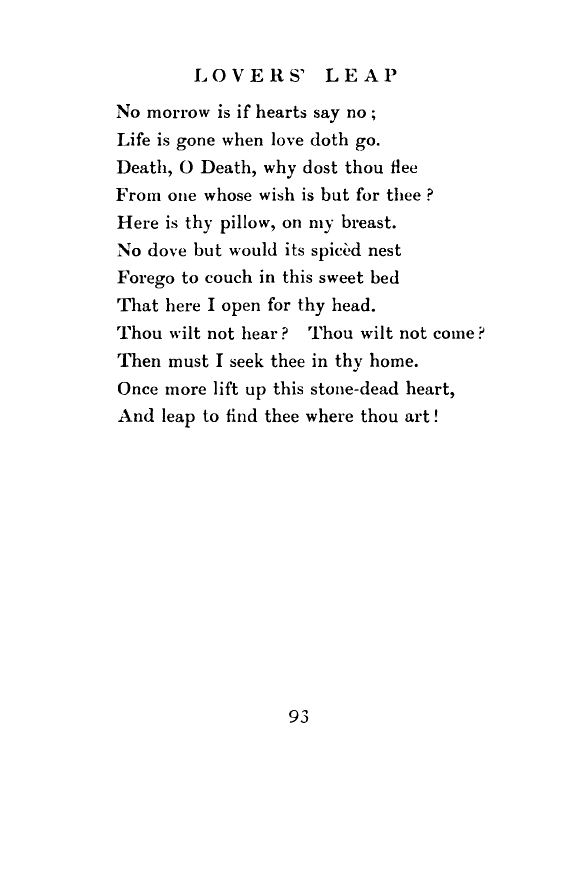 LOVERS' LEAP
No morrow is if hearts say no ;
Life is gone when love doth go.
Death, O Death, why dost thou flee
From one whose wish is but for thee ?
Here is thy pillow, on my breast.
No dove but would its spicèd nest
Forego to couch in this sweet bed
That here I open for thy head.
Thou wilt not hear ? Thou wilt not come ?
Then must I seek thee in thy home.
Once more lift up this stone-dead heart,
And leap to find thee where thou art !
93